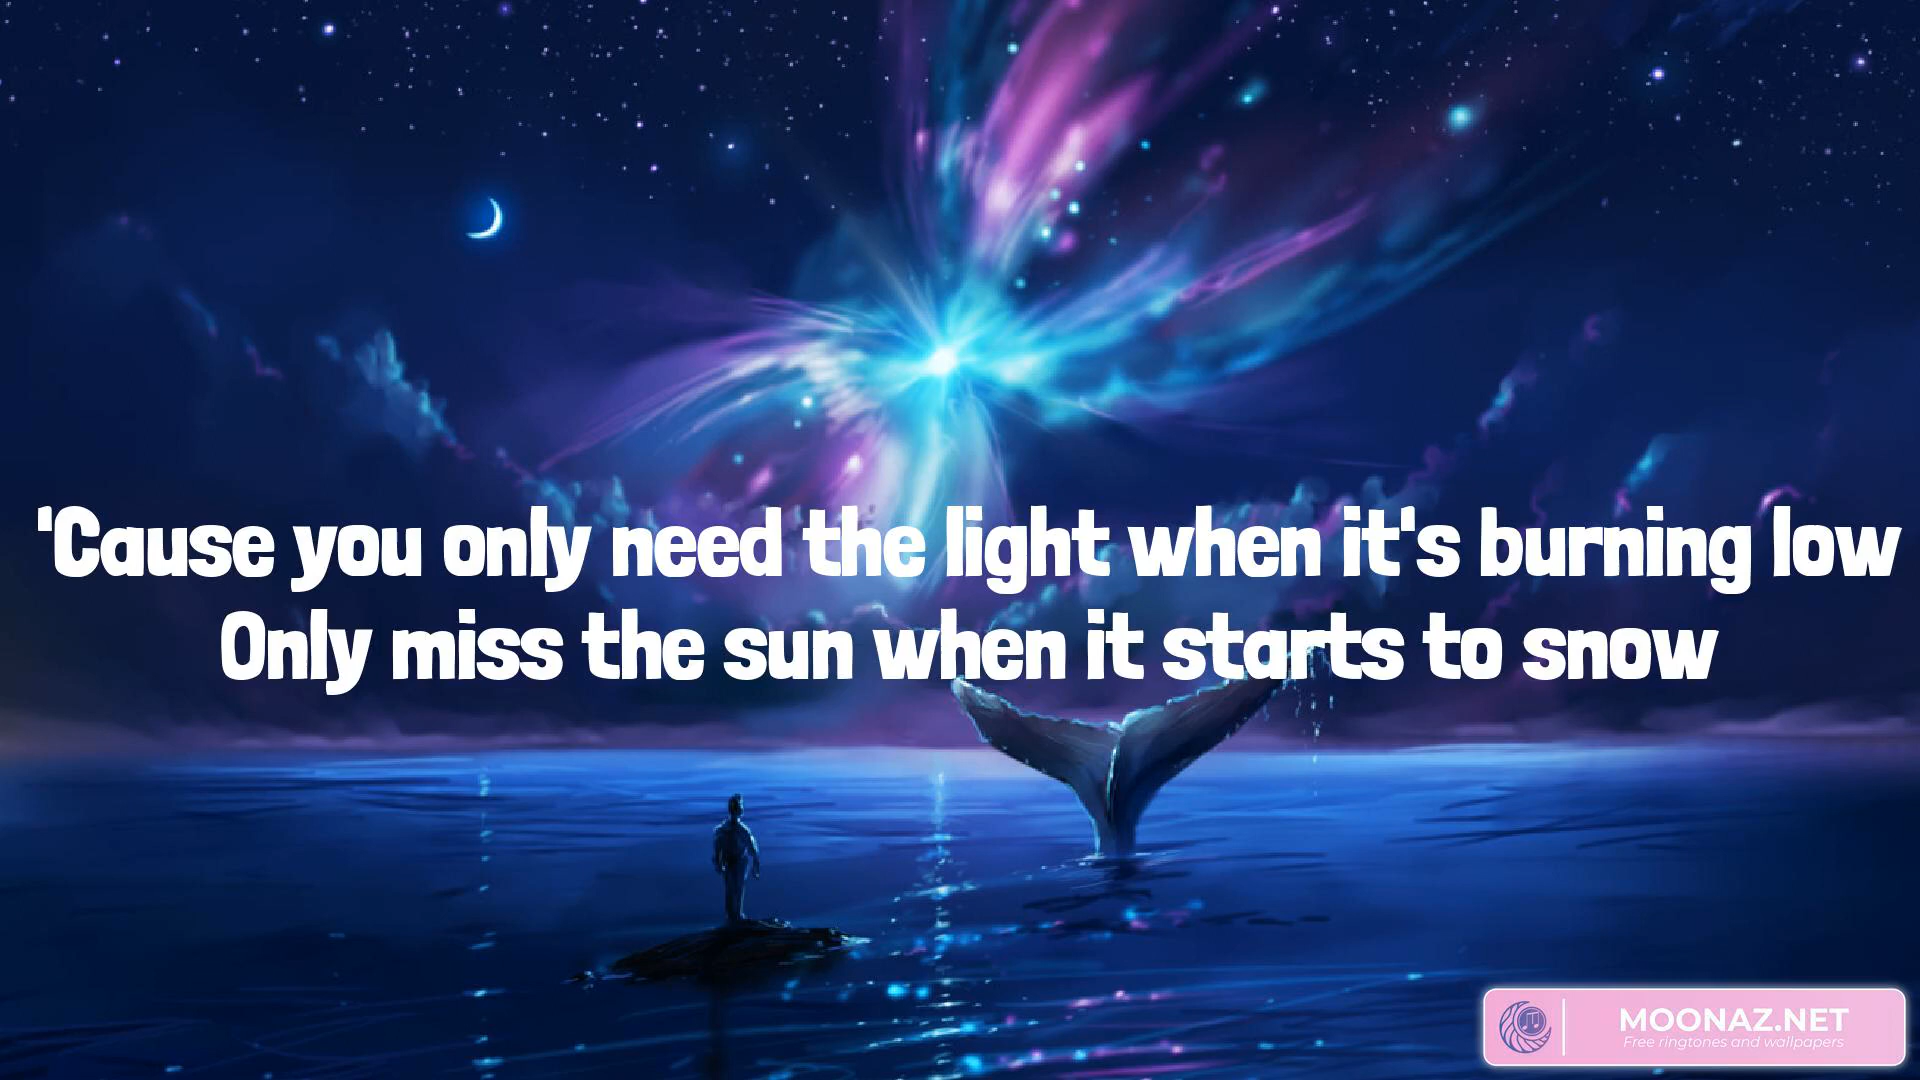 'Cause you only need the light when it's burning low
Only miss the sun when it starts to snow
MOONAZ.NET
Free ringtones and wallpapers